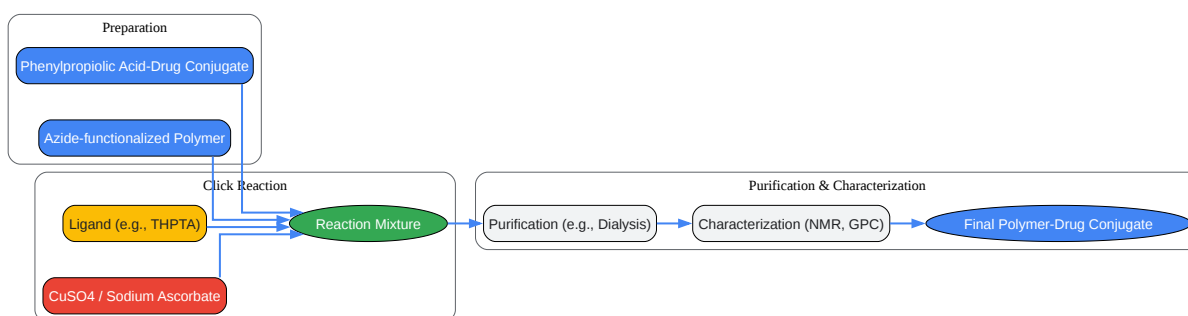 Preparation
Phenylpropiolic Acid-Drug Conjugate
Azide-functionalized Polymer
Click Reaction
Ligand (e.g., THPTA)
Reaction Mixture
CuSO4 / Sodium Ascorbate
Purification & Characterization
Purification (e.g., Dialysis)
Characterization (NMR, GPC)
Final Polymer-Drug Conjugate